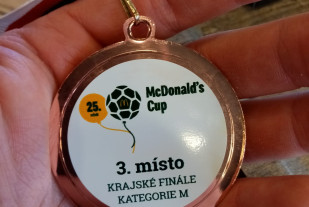 25.
McDonald's
Cup
3. místo
KRAJSKÉ FINÁLE
KATEGORIE M